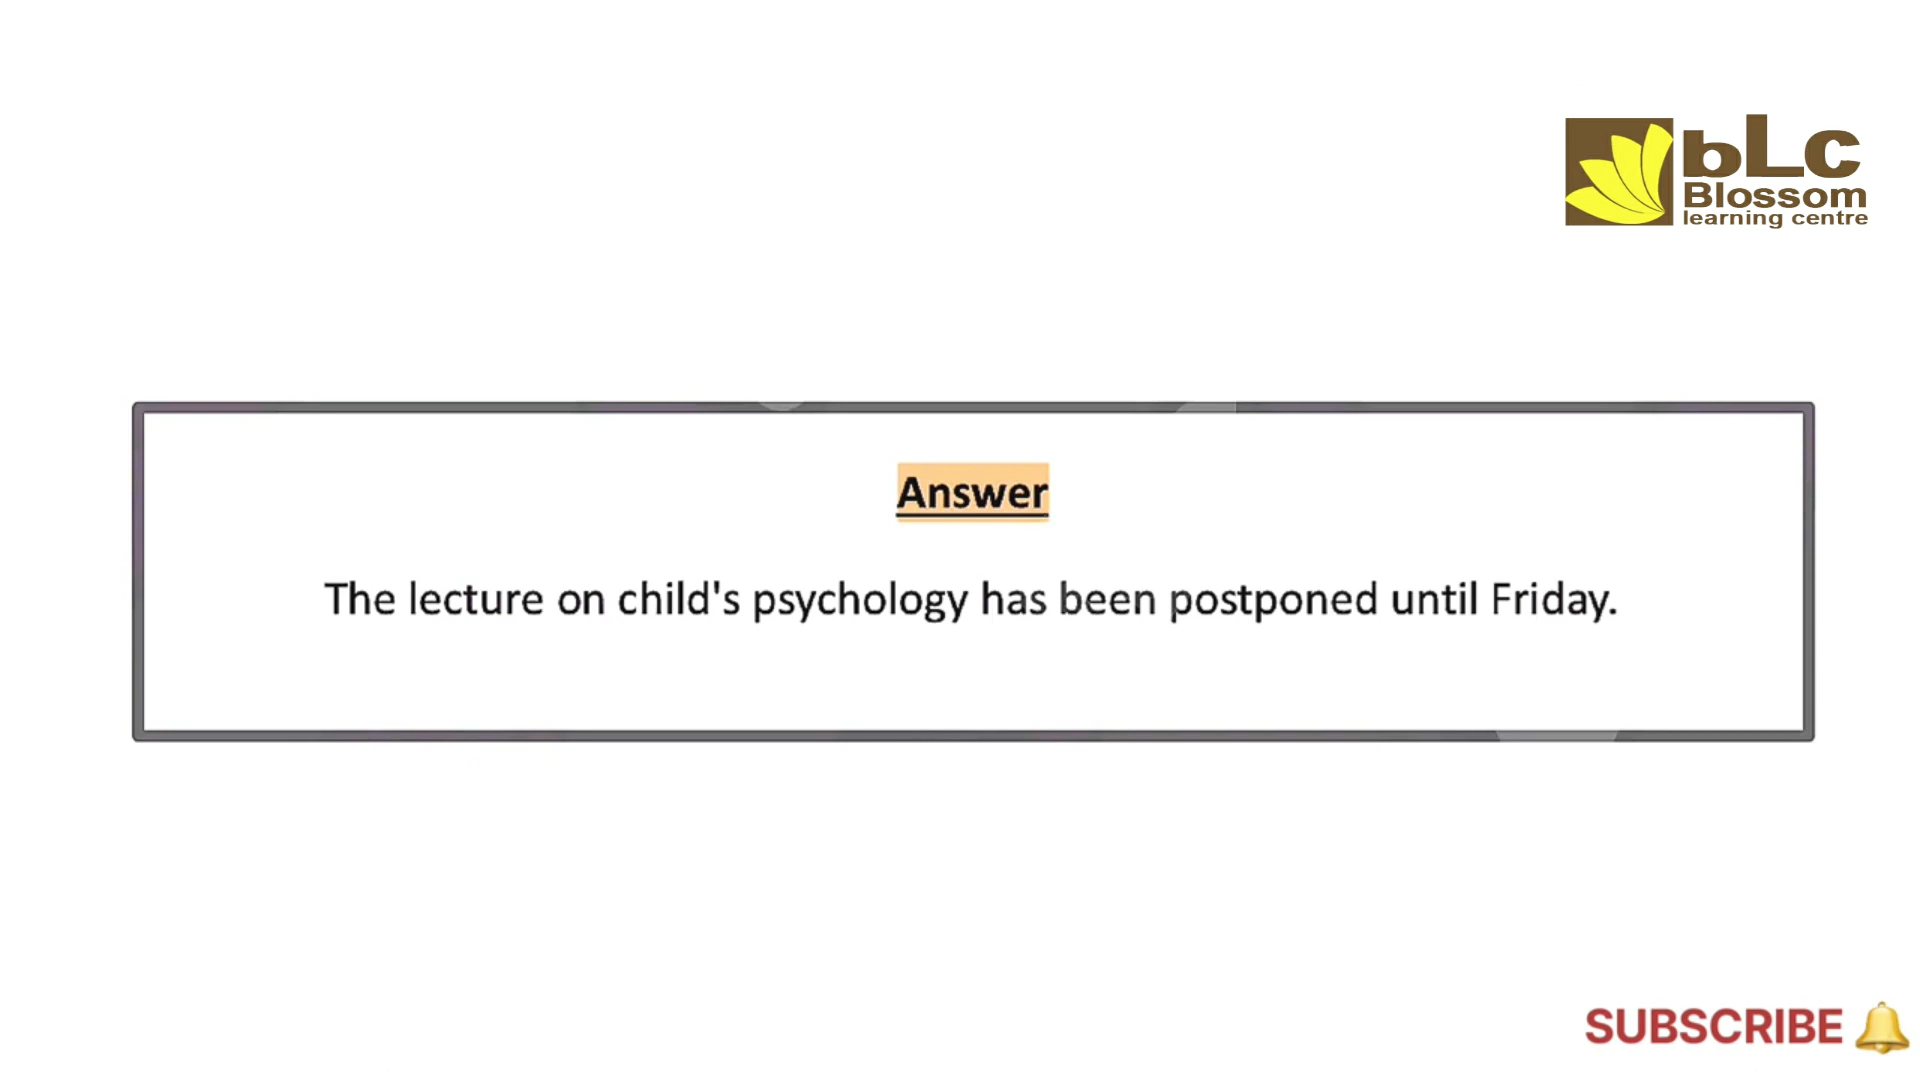 bLc
Blossom
learning centre
Answer
The lecture on child's psychology has been postponed until Friday.
SUBSCRIBE